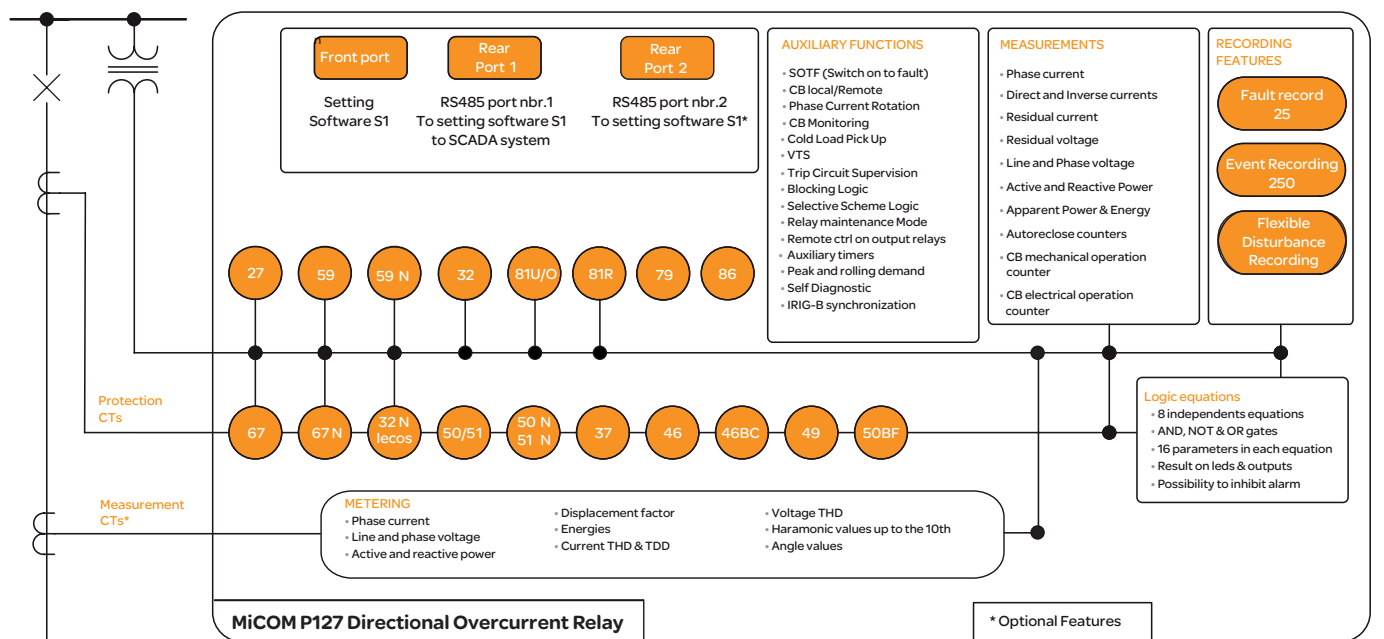 n
Front port
Rear
Port 1
Rear
Port 2
Setting
Software S1
RS485 port nbr.1
To setting software S1
to SCADA system
RS485 port nbr.2
To setting software S1*
AUXILIARY FUNCTIONS
• SOTF (Switch on to fault)
• CB local/Remote
• Phase Current Rotation
• CB Monitoring
• Cold Load Pick Up
• VTS
• Trip Circuit Supervision
• Blocking Logic
• Selective Scheme Logic
• Relay maintenance Mode
• Remote ctrl on output relays
• Auxiliary timers
• Peak and rolling demand
• Self Diagnostic
• IRIG-B synchronization
MEASUREMENTS
• Phase current
• Direct and Inverse currents
• Residual current
• Residual voltage
• Line and Phase voltage
• Active and Reactive Power
• Apparent Power & Energy
• Autoreclose counters
• CB mechanical operation
counter
• CB electrical operation
counter
RECORDING
FEATURES
Fault record
25
Event Recording
250
Flexible
Disturbance
Recording
27
59
59 N
32
81U/O
81R
79
86
Protection
CTs
67
67 N
32 N
Iecos
50/51
50 N
51 N
37
46
46BC
49
50BF
Logic equations
• 8 independents equations
• AND, NOT & OR gates
• 16 parameters in each equation
• Result on leds & outputs
• Possibility to inhibit alarm
Measurement
CTs*
METERING
• Phase current
• Line and phase voltage
• Active and reactive power
• Displacement factor
• Energies
• Current THD & TDD
• Voltage THD
• Haramonic values up to the 10th
• Angle values
MiCOM P127 Directional Overcurrent Relay
* Optional Features